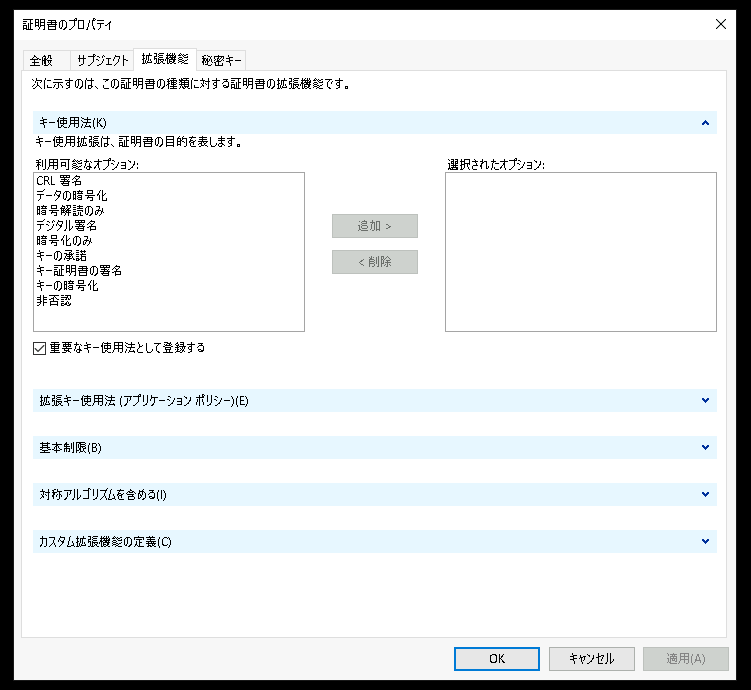 証明書のプロパティ
全般 サブジェクト 拡張機能 秘密キー
次に示すのは、この証明書の種類に対する証明書の拡張機能です。
キー使用法(K)
キー使用拡張は、証明書の目的を表します。
利用可能なオプション:
CRL 署名
データの暗号化
暗号解読のみ
デジタル署名
暗号化のみ
キーの承諾
キー証明書の署名
キーの暗号化
非否認
追加 >
< 削除
選択されたオプション:
重要なキー使用法として登録する
拡張キー使用法 (アプリケーション ポリシー)(E)
基本制限(B)
対称アルゴリズムを含める(I)
カスタム拡張機能の定義(C)
OK キャンセル 適用(A)